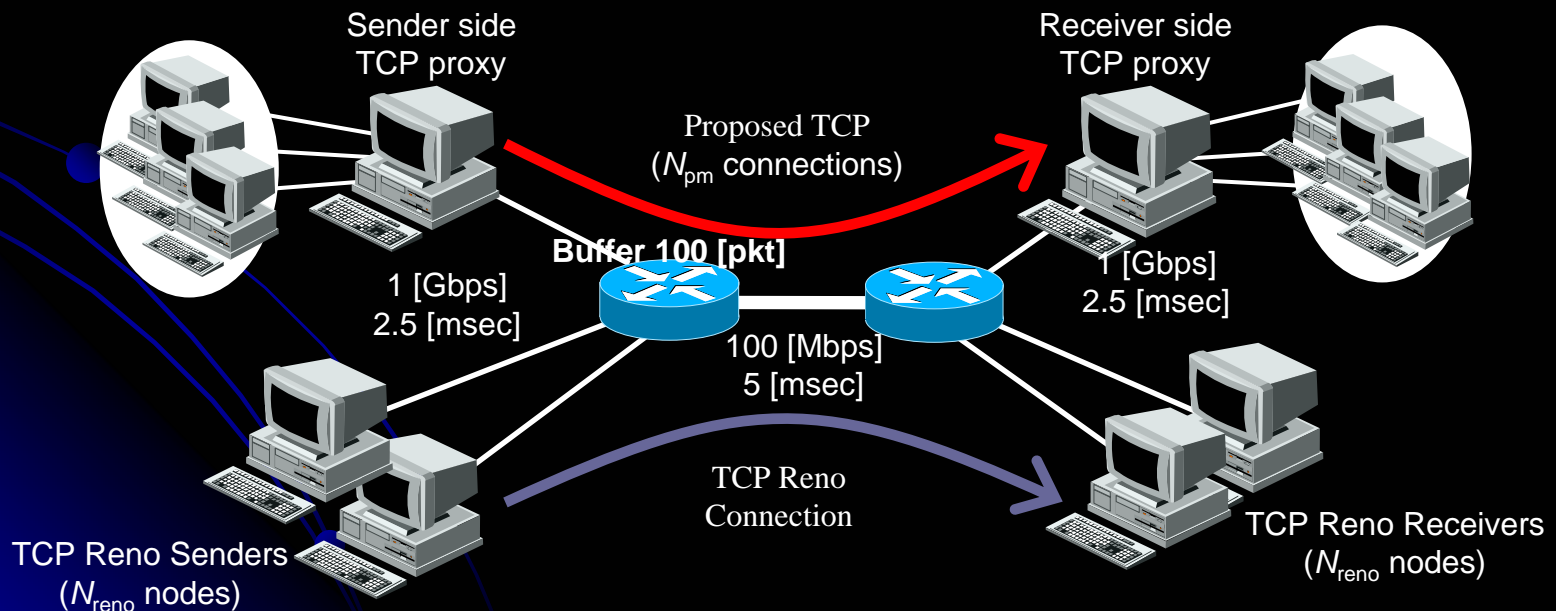 Sender side
TCP proxy
Receiver side
TCP proxy
Proposed TCP
(Npm connections)
Buffer 100 [pkt]
1 [Gbps]
2.5 [msec]
1 [Gbps]
2.5 [msec]
100 [Mbps]
5 [msec]
TCP Reno
Connection
TCP Reno Senders
(Nreno nodes)
TCP Reno Receivers
(Nreno nodes)